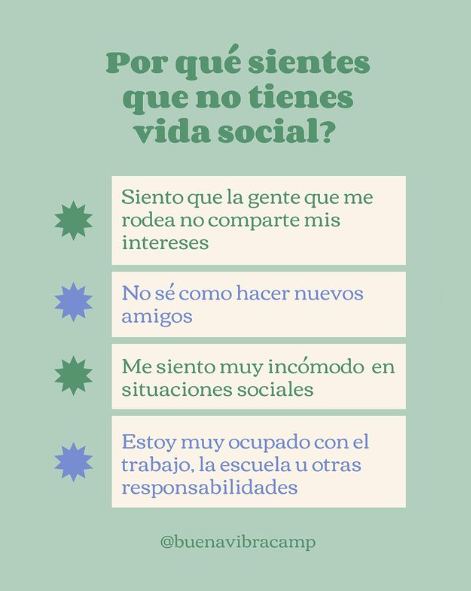 Por qué sientes
que no tienes
vida social?
Siento que la gente que me
rodea no comparte mis
intereses
No sé como hacer nuevos
amigos
Me siento muy incómodo en
situaciones sociales
Estoy muy ocupado con el
trabajo, la escuela u otras
responsabilidades
@buenavibracamp